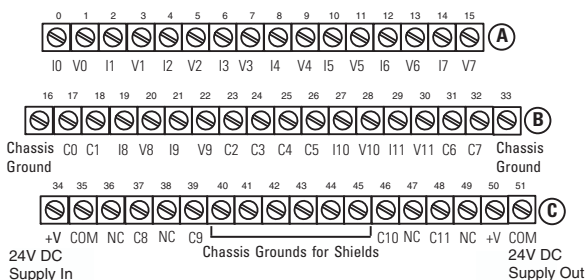 0 1 2 3 4 5 6 7 8 9 10 11 12 13 14 15
A
I0 V0 I1 V1 I2 V2 I3 V3 I4 V4 I5 V5 I6 V6 I7 V7
16 17 18 19 20 21 22 23 24 25 26 27 28 29 30 31 32 33
B
Chassis Ground C0 C1 I8 V8 I9 V9 C2 C3 C4 C5 I10 V10 I11 V11 C6 C7 Chassis Ground
34 35 36 37 38 39 40 41 42 43 44 45 46 47 48 49 50 51
C
+V COM NC C8 NC C9 Chassis Grounds for Shields C10 NC C11 NC +V COM
24V DC Supply In
24V DC Supply Out